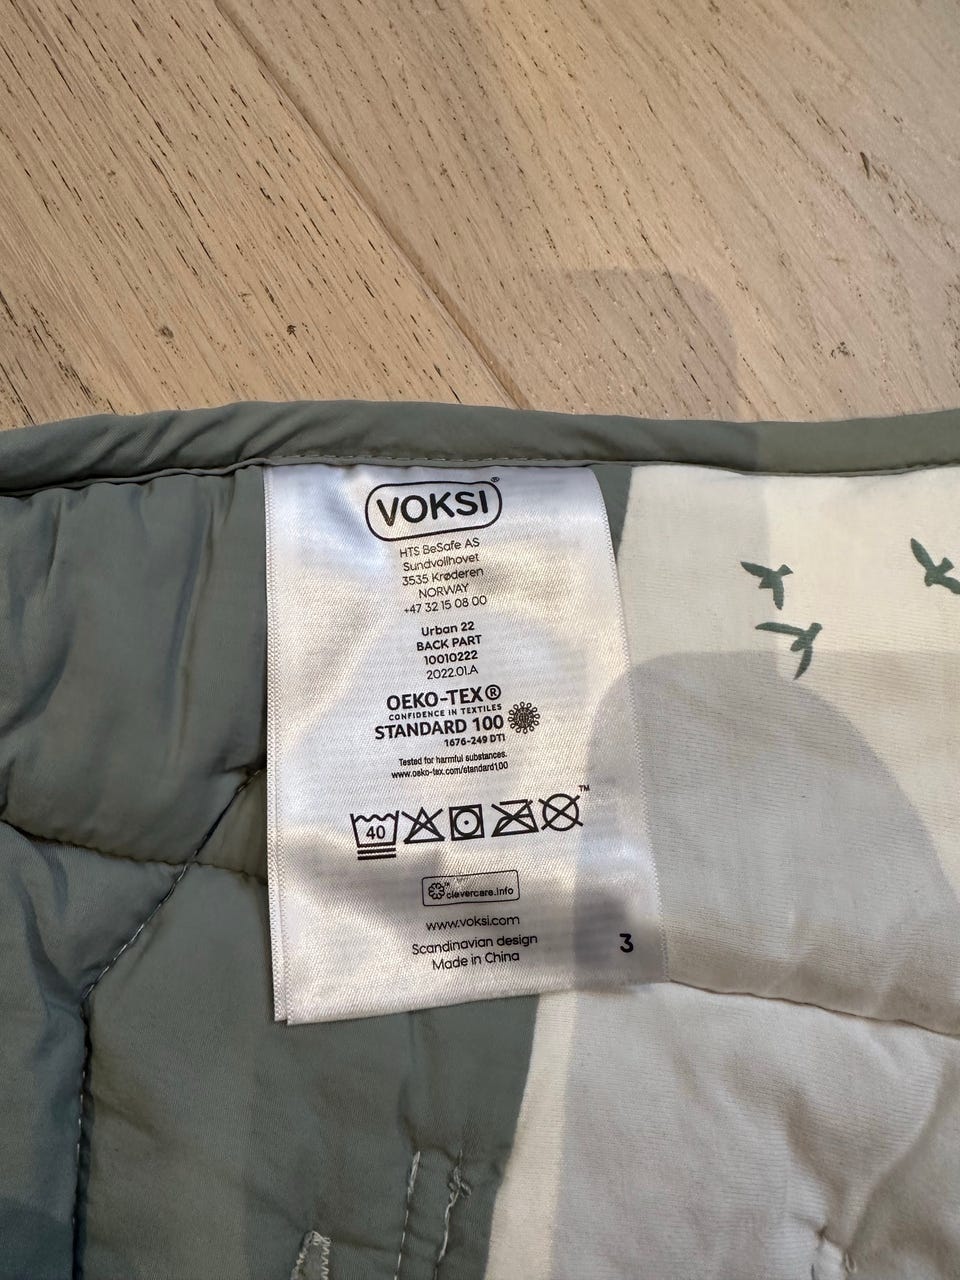 VOKSI®
HTS BeSafe AS
Sundvollhovet
3535 Krøderen
NORWAY
+47 32 15 08 00
Urban 22
BACK PART
10010222
2022.01.A
OEKO-TEX®
CONFIDENCE IN TEXTILES
STANDARD 100
1676-249 DTI
Tested for harmful substances.
www.oeko-tex.com/standard100
40
™
clevercare.info
www.voksi.com
Scandinavian design
Made in China
3